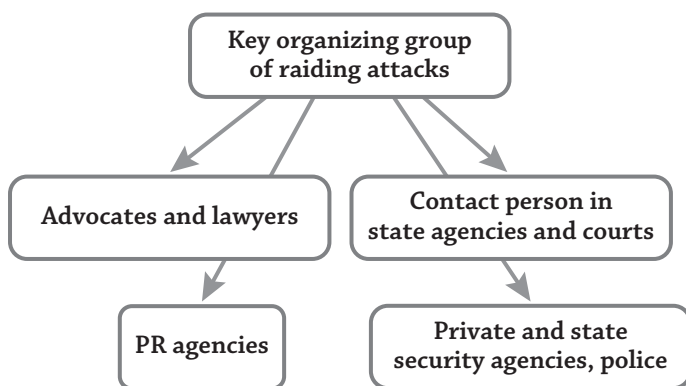 Key organizing group
of raiding attacks
Advocates and lawyers
Contact person in
state agencies and courts
PR agencies
Private and state
security agencies, police